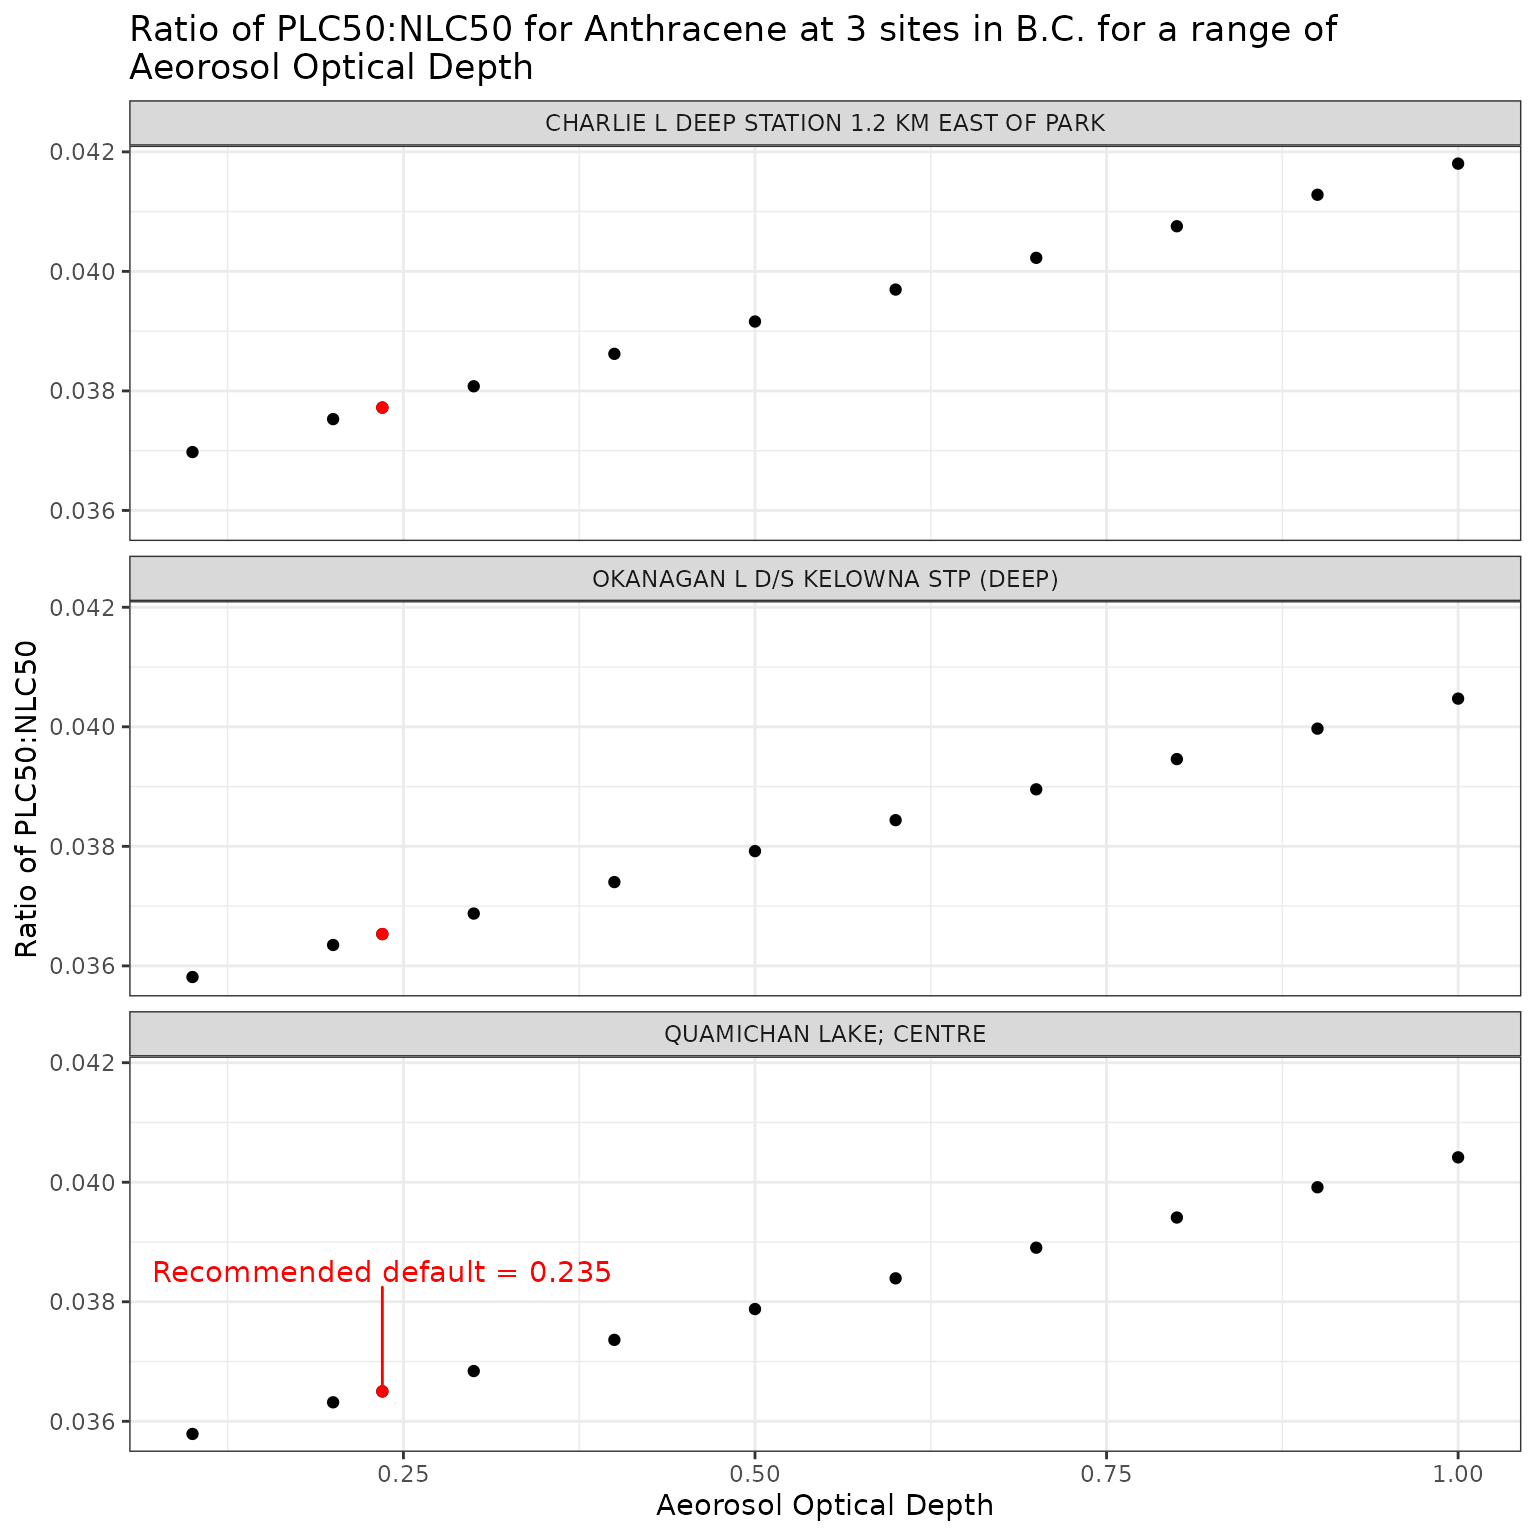 Ratio of PLC50:NLC50 for Anthracene at 3 sites in B.C. for a range of
Aeorosol Optical Depth
CHARLIE L DEEP STATION 1.2 KM EAST OF PARK
0.042
0.040
0.038
0.036
OKANAGAN L D/S KELOWNA STP (DEEP)
0.042
0.040
0.038
0.036
Ratio of PLC50:NLC50
QUAMICHAN LAKE; CENTRE
0.042
0.040
Recommended default = 0.235
0.038
0.036
0.25 0.50 0.75 1.00
Aeorosol Optical Depth